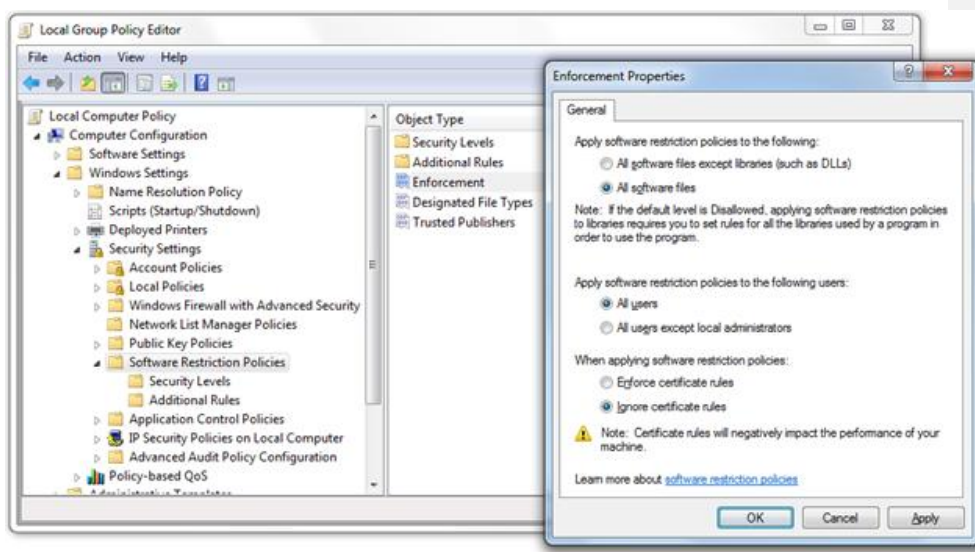 Local Group Policy Editor
File Action View Help
Local Computer Policy
Computer Configuration
Software Settings
Windows Settings
Name Resolution Policy
Scripts (Startup/Shutdown)
Deployed Printers
Security Settings
Account Policies
Local Policies
Windows Firewall with Advanced Security
Network List Manager Policies
Public Key Policies
Software Restriction Policies
Security Levels
Additional Rules
Application Control Policies
IP Security Policies on Local Computer
Advanced Audit Policy Configuration
Policy-based QoS
Administrative Templates
Object Type
Security Levels
Additional Rules
Enforcement
Designated File Types
Trusted Publishers
Enforcement Properties
General
Apply software restriction policies to the following:
All software files except libraries (such as DLLs)
All software files
Note: If the default level is Disallowed, applying software restriction policies
to libraries requires you to set rules for all the libraries used by a program in
order to use the program.
Apply software restriction policies to the following users:
All users
All users except local administrators
When applying software restriction policies:
Enforce certificate rules
Ignore certificate rules
Note: Certificate rules will negatively impact the performance of your
machine.
Learn more about software restriction policies
OK Cancel Apply